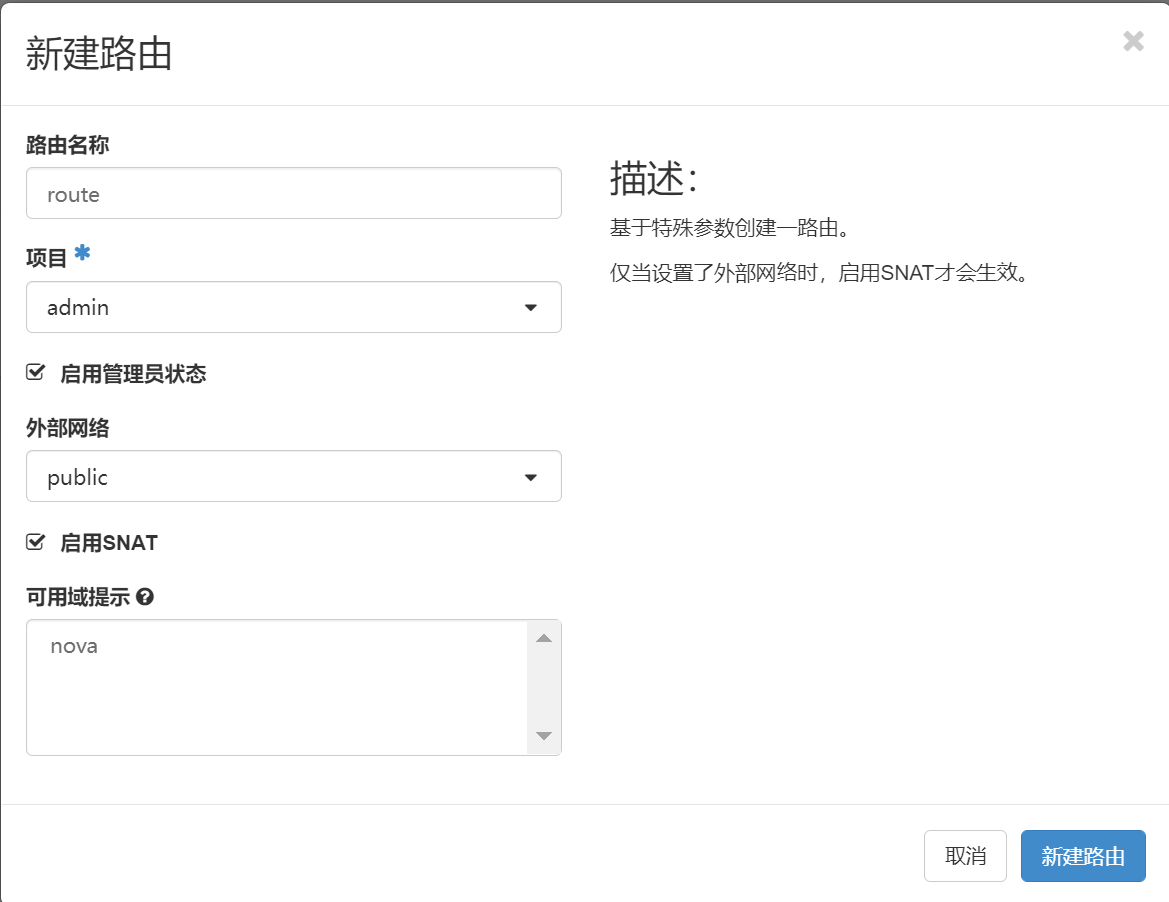 新建路由
路由名称
route
项目
admin
启用管理员状态
外部网络
public
启用SNAT
可用域提示
nova
描述：
基于特殊参数创建一路由。
仅当设置了外部网络时，启用SNAT才会生效。
取消
新建路由